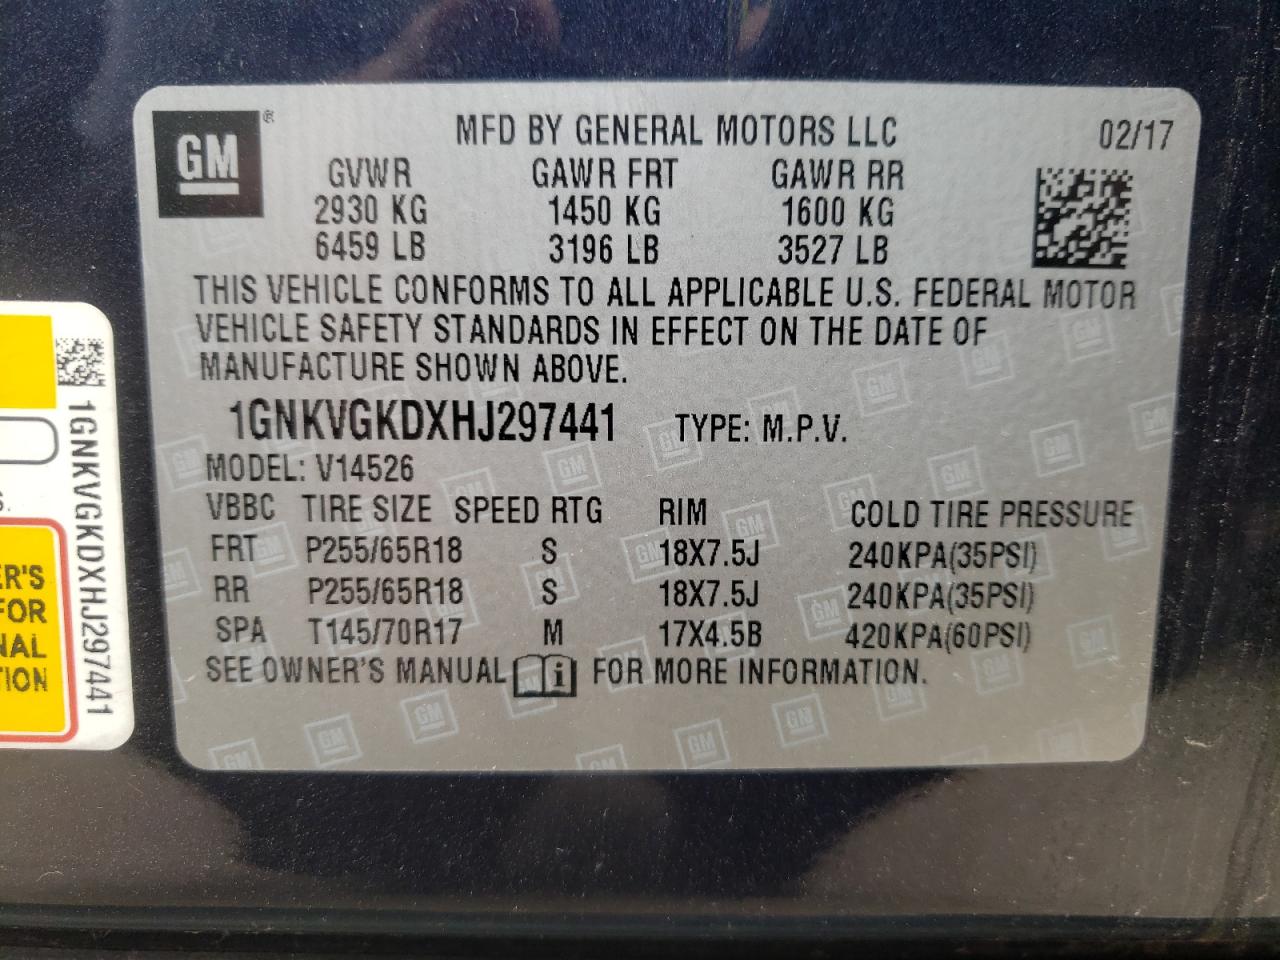 GM ®
MFD BY GENERAL MOTORS LLC 02/17
GVWR GAWR FRT GAWR RR
2930 KG 1450 KG 1600 KG
6459 LB 3196 LB 3527 LB
THIS VEHICLE CONFORMS TO ALL APPLICABLE U.S. FEDERAL MOTOR
VEHICLE SAFETY STANDARDS IN EFFECT ON THE DATE OF
MANUFACTURE SHOWN ABOVE.
1GNKVGKDXHJ297441 TYPE: M.P.V.
MODEL: V14526
VBBC TIRE SIZE SPEED RTG RIM COLD TIRE PRESSURE
FRT P255/65R18 S 18X7.5J 240KPA(35PSI)
RR P255/65R18 S 18X7.5J 240KPA(35PSI)
SPA T145/70R17 M 17X4.5B 420KPA(60PSI)
SEE OWNER'S MANUAL i FOR MORE INFORMATION.
1GNKVGKDXHJ297441
S.
ER'S
FOR
NAL
TION